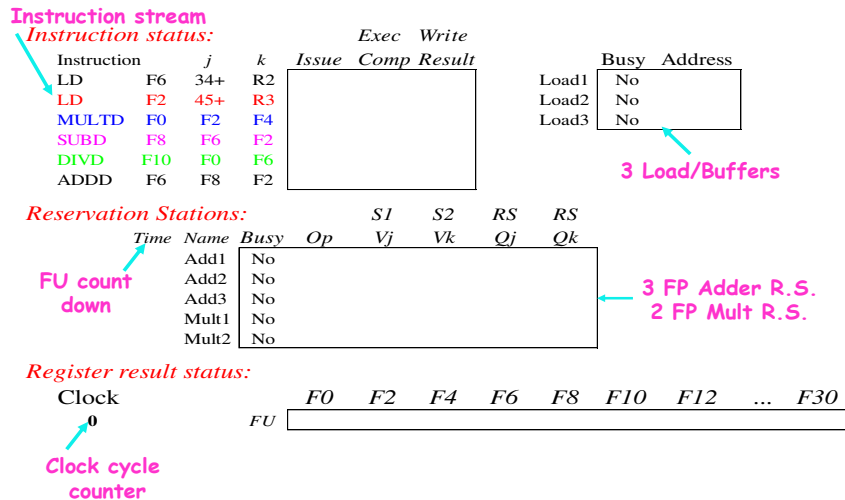 Instruction stream
Instruction status: Exec Write
Instruction j k Issue Comp Result Busy Address
LD F6 34+ R2 Load1 No
LD F2 45+ R3 Load2 No
MULTD F0 F2 F4 Load3 No
SUBD F8 F6 F2
DIVD F10 F0 F6
ADDD F6 F8 F2
3 Load/Buffers
Reservation Stations: S1 S2 RS RS
Time Name Busy Op Vj Vk Qj Qk
Add1 No
Add2 No
Add3 No
Mult1 No
Mult2 No
FU count
down
3 FP Adder R.S.
2 FP Mult R.S.
Register result status:
Clock F0 F2 F4 F6 F8 F10 F12 ... F30
0 FU
Clock cycle
counter